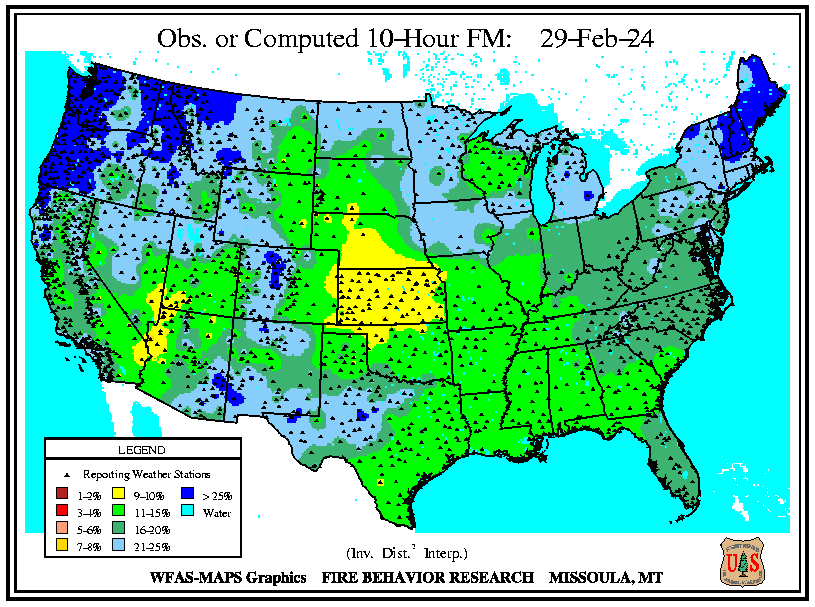 Obs. or Computed 10-Hour FM: 29-Feb-24
LEGEND
Reporting Weather Stations
1-2% 9-10% > 25%
3-4% 11-15% Water
5-6% 16-20%
7-8% 21-25%
(Inv. Dist.² Interp.)
WFAS-MAPS Graphics FIRE BEHAVIOR RESEARCH MISSOULA, MT
U S